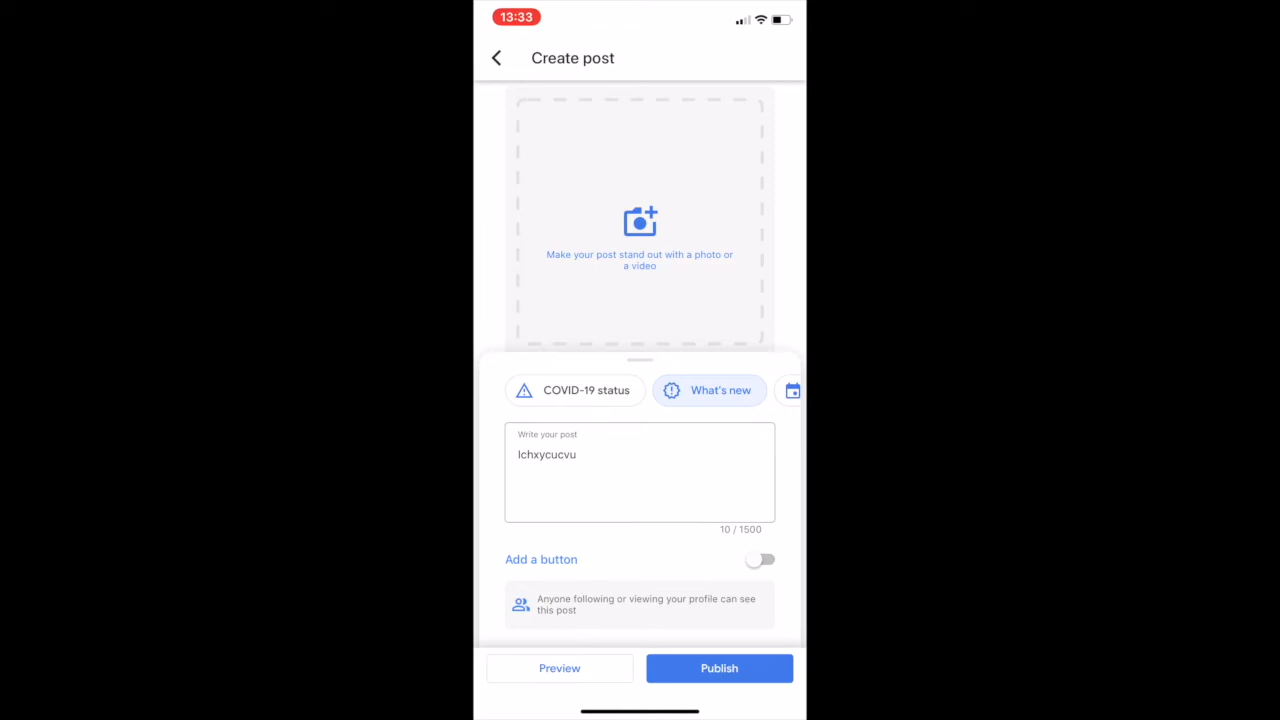 13:33
Create post
Make your post stand out with a photo or
a video
COVID-19 status
What's new
Write your post
lchxycucvu
10 / 1500
Add a button
Anyone following or viewing your profile can see
this post
Preview
Publish